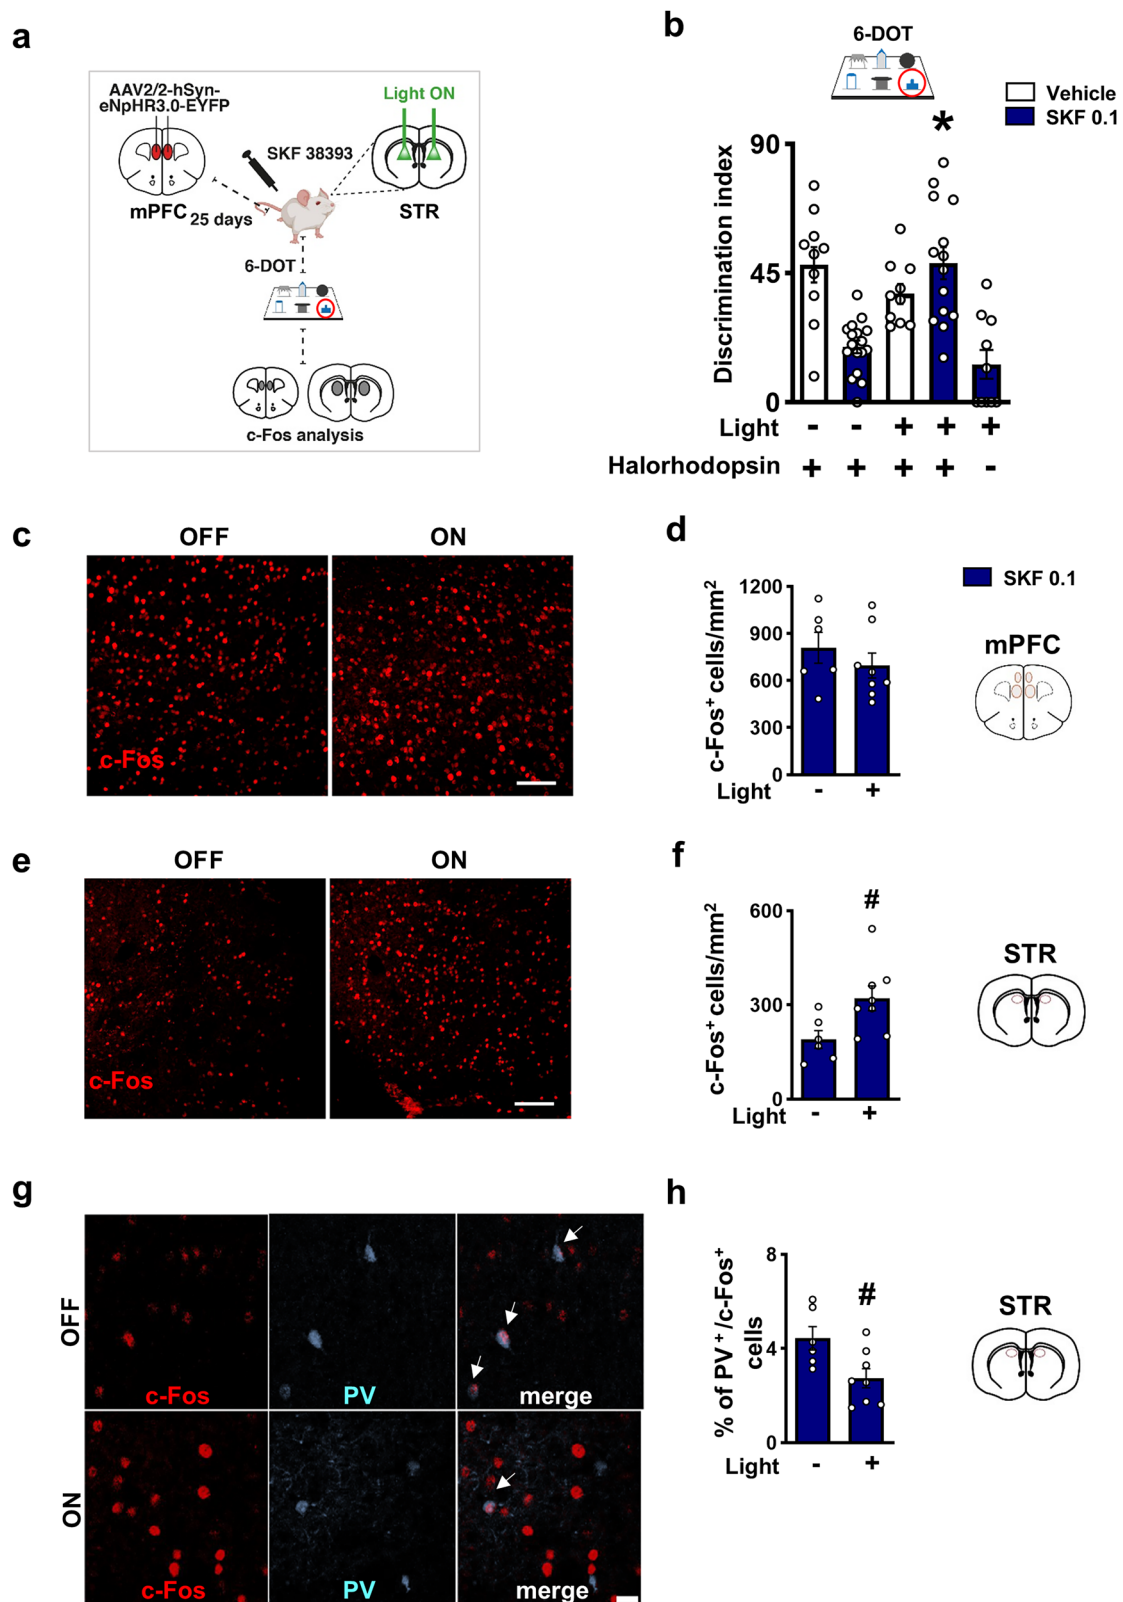 a
AAV2/2-hSyn-
eNpHR3.0-EYFP
Light ON
SKF 38393
mPFC
25 days
STR
6-DOT
c-Fos analysis
b
6-DOT
Vehicle
SKF 0.1
*
Discrimination index
90
45
0
Light - - + + +
Halorhodopsin + + + + -
c
OFF
ON
c-Fos
d
SKF 0.1
c-Fos+ cells/mm2
1200
900
600
300
0
Light - +
mPFC
e
OFF
ON
c-Fos
f
#
c-Fos+ cells/mm2
600
300
0
Light - +
STR
g
OFF
c-Fos
PV
merge
ON
c-Fos
PV
merge
h
#
% of PV+/c-Fos+
cells
8
4
0
Light - +
STR